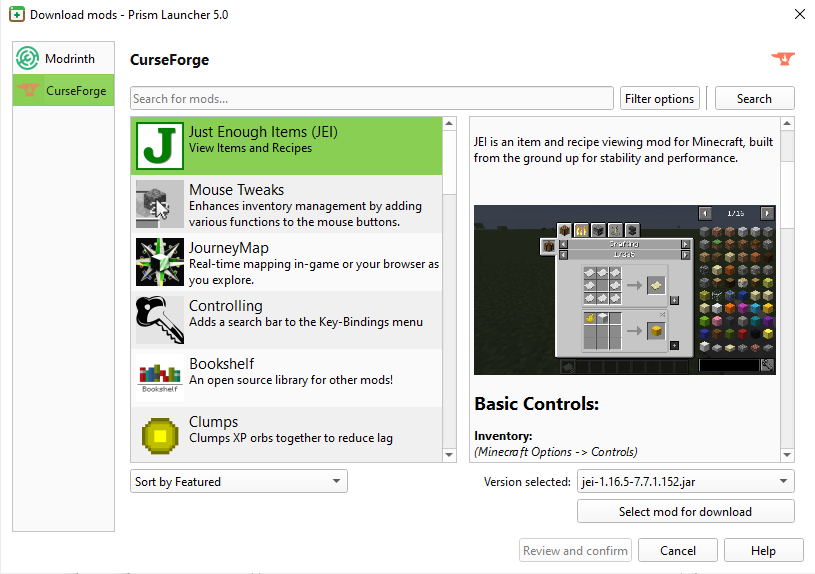 Download mods - Prism Launcher 5.0
Modrinth
CurseForge
CurseForge
Search for mods...
Filter options
Search
J
Just Enough Items (JEI)
View Items and Recipes
Mouse Tweaks
Enhances inventory management by adding
various functions to the mouse buttons.
JourneyMap
Real-time mapping in-game or your browser as
you explore.
Controlling
Adds a search bar to the Key-Bindings menu
Bookshelf
Bookshelf
An open source library for other mods!
Clumps
Clumps XP orbs together to reduce lag
JEI is an item and recipe viewing mod for Minecraft, built
from the ground up for stability and performance.
1/16
Crafting
Basic Controls:
Inventory:
(Minecraft Options -> Controls)
Sort by Featured
Version selected:
jei-1.16.5-7.7.1.152.jar
Select mod for download
Review and confirm
Cancel
Help